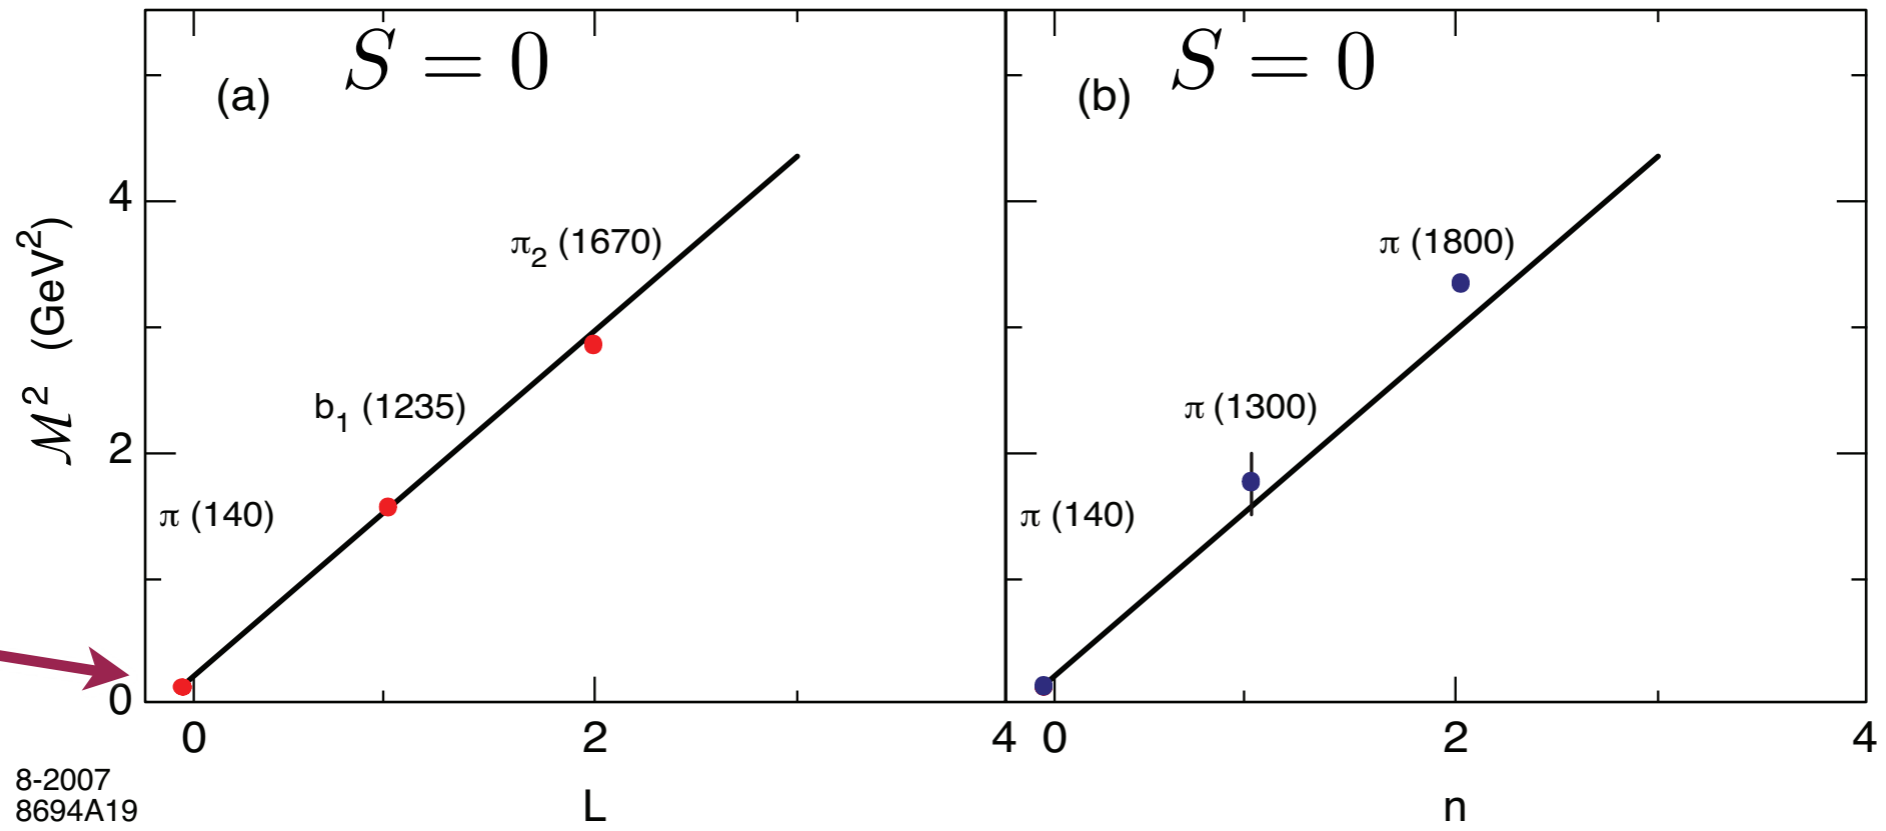 (a) S = 0
(b) S = 0
ℳ² (GeV²)
4
2
0
π₂ (1670)
b₁ (1235)
π (140)
π (1800)
π (1300)
π (140)
0 2 4
0 2 4
L
n
8-2007
8694A19